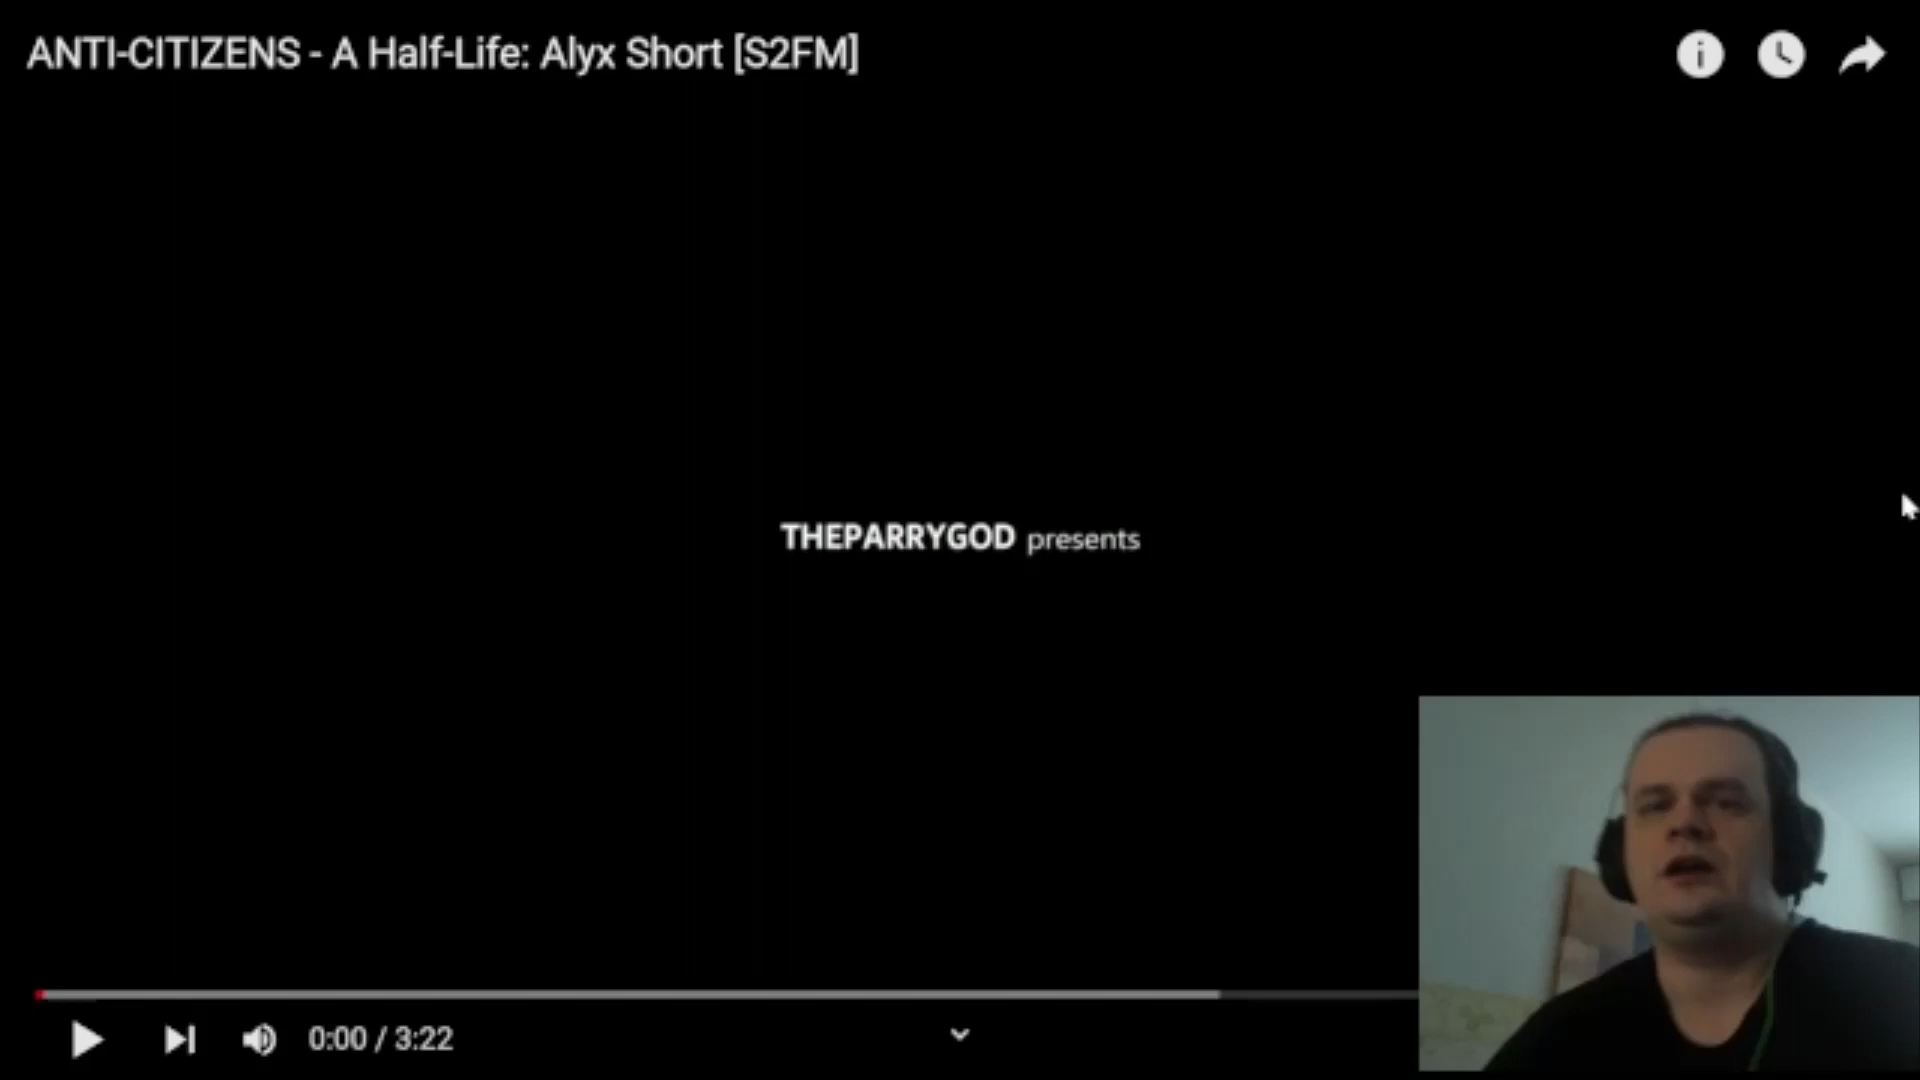 ANTI-CITIZENS - A Half-Life: Alyx Short [S2FM]
THEPARRYGOD presents
0:00 / 3:22